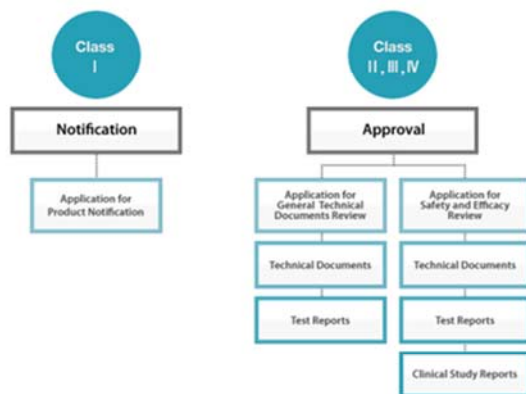 Class
I
Notification
Application for
Product Notification
Class
II, III, IV
Approval
Application for
General Technical
Documents Review
Technical Documents
Test Reports
Application for
Safety and Efficacy
Review
Technical Documents
Test Reports
Clinical Study Reports